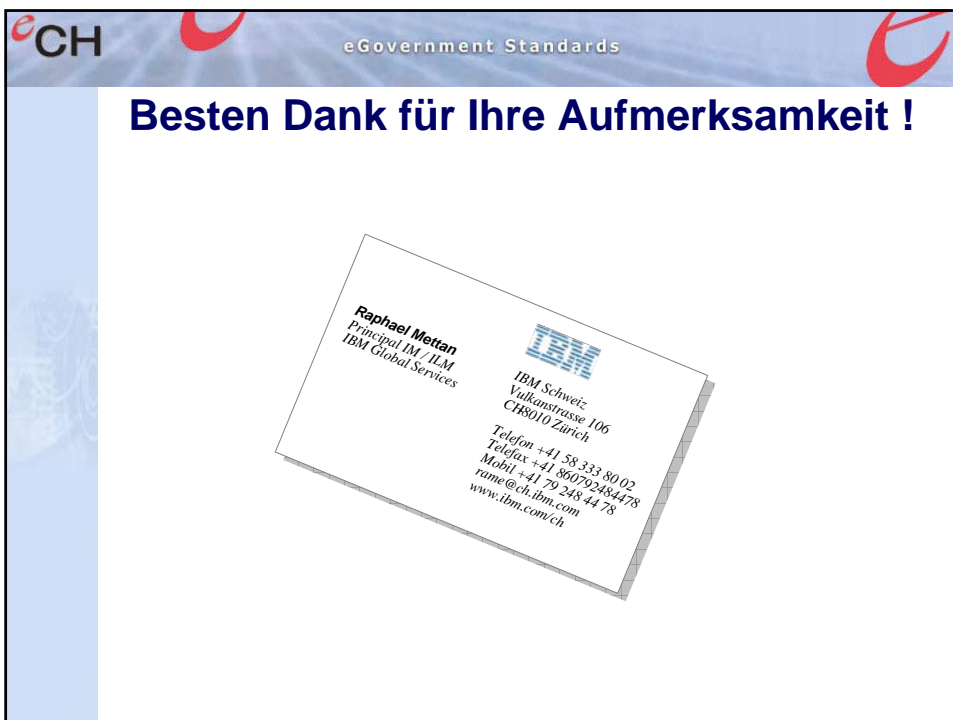 eCH
eGovernment Standards
Besten Dank für Ihre Aufmerksamkeit !
Raphael Mettan
Principal IM / ILM
IBM Global Services
IBM
IBM Schweiz
Vulkanstrasse 106
CH8010 Zürich
Telefon +41 58 333 80 02
Telefax +41 860792484478
Mobil +41 79 248 44 78
rame@ch.ibm.com
www.ibm.com/ch